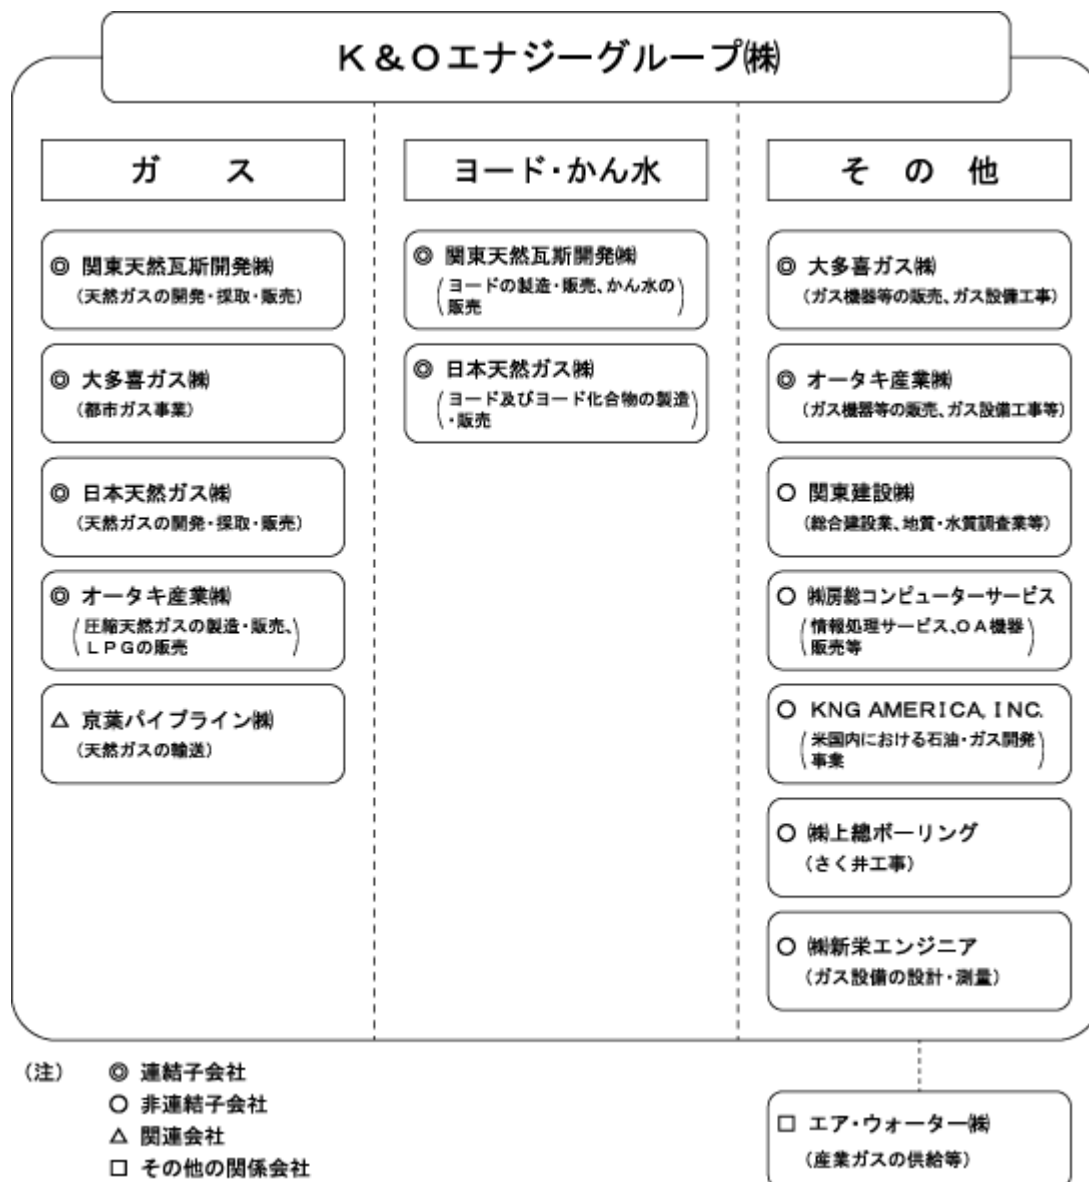 K&Oエナジーグループ㈱
ガス
◎ 関東天然瓦斯開発㈱
(天然ガスの開発・採取・販売)
◎ 大多喜ガス㈱
(都市ガス事業)
◎ 日本天然ガス㈱
(天然ガスの開発・採取・販売)
◎ オータキ産業㈱
(圧縮天然ガスの製造・販売、
LPGの販売)
△ 京葉パイプライン㈱
(天然ガスの輸送)
ヨード・かん水
◎ 関東天然瓦斯開発㈱
(ヨードの製造・販売、かん水の
販売)
◎ 日本天然ガス㈱
(ヨード及びヨード化合物の製造
・販売)
その他
◎ 大多喜ガス㈱
(ガス機器等の販売、ガス設備工事)
◎ オータキ産業㈱
(ガス機器等の販売、ガス設備工事等)
○ 関東建設㈱
(総合建設業、地質・水質調査業等)
○ ㈱房総コンピューターサービス
(情報処理サービス、OA機器
販売等)
○ KNG AMERICA, INC.
(米国内における石油・ガス開発
事業)
○ ㈱上總ボーリング
(さく井工事)
○ ㈱新栄エンジニア
(ガス設備の設計・測量)
□ エア・ウォーター㈱
(産業ガスの供給等)
(注) ◎ 連結子会社
○ 非連結子会社
△ 関連会社
□ その他の関係会社